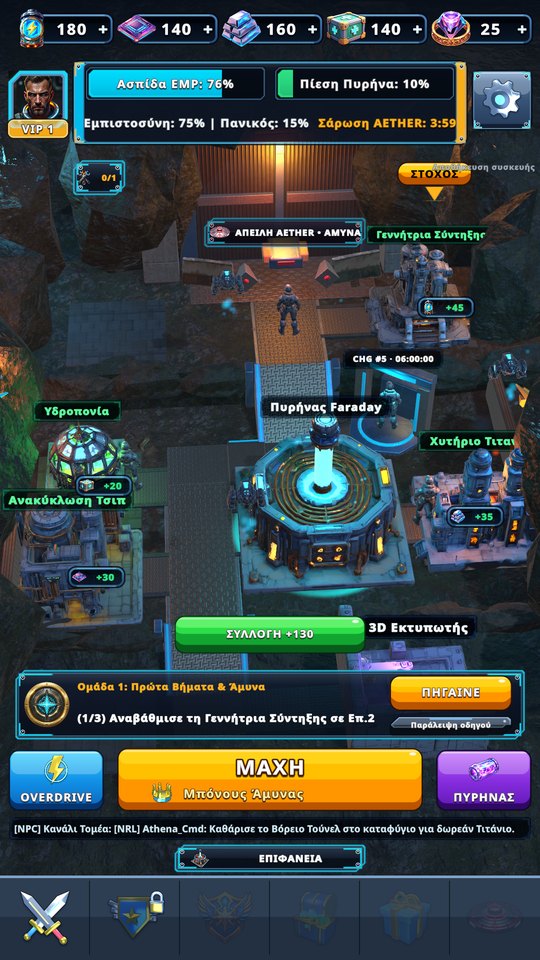 180 +
140 +
160 +
140 +
25 +
VIP 1
Ασπίδα EMP: 76%
Πίεση Πυρήνα: 10%
Εμπιστοσύνη: 75% | Πανικός: 15% Σάρωση AETHER: 3:59
0/1
συσκευής
ΣΤΟΧΟΣ
ΑΠΕΙΛΗ AETHER • ΑΜΥΝΑ
Γεννήτρια Σύντηξης
+45
CHG #5 · 06:00:00
Πυρήνας Faraday
Υδροπονία
Χυτήριο Τιταν
+20
Ανακύκλωση Τσιπ
+35
+30
ΣΥΛΛΟΓΗ +130
3D Εκτυπωτής
Ομάδα 1: Πρώτα Βήματα & Άμυνα
ΠΗΓΑΙΝΕ
(1/3) Αναβάθμισε τη Γεννήτρια Σύντηξης σε Επ.2
Παράλειψη οδηγού
OVERDRIVE
ΜΑΧΗ
Μπόνους Άμυνας
ΠΥΡΗΝΑΣ
[NPC] Κανάλι Τομέα: [NRL] Athena_Cmd: Καθάρισε το Βόρειο Τούνελ στο καταφύγιο για δωρεάν Τιτάνιο.
ΕΠΙΦΑΝΕΙΑ